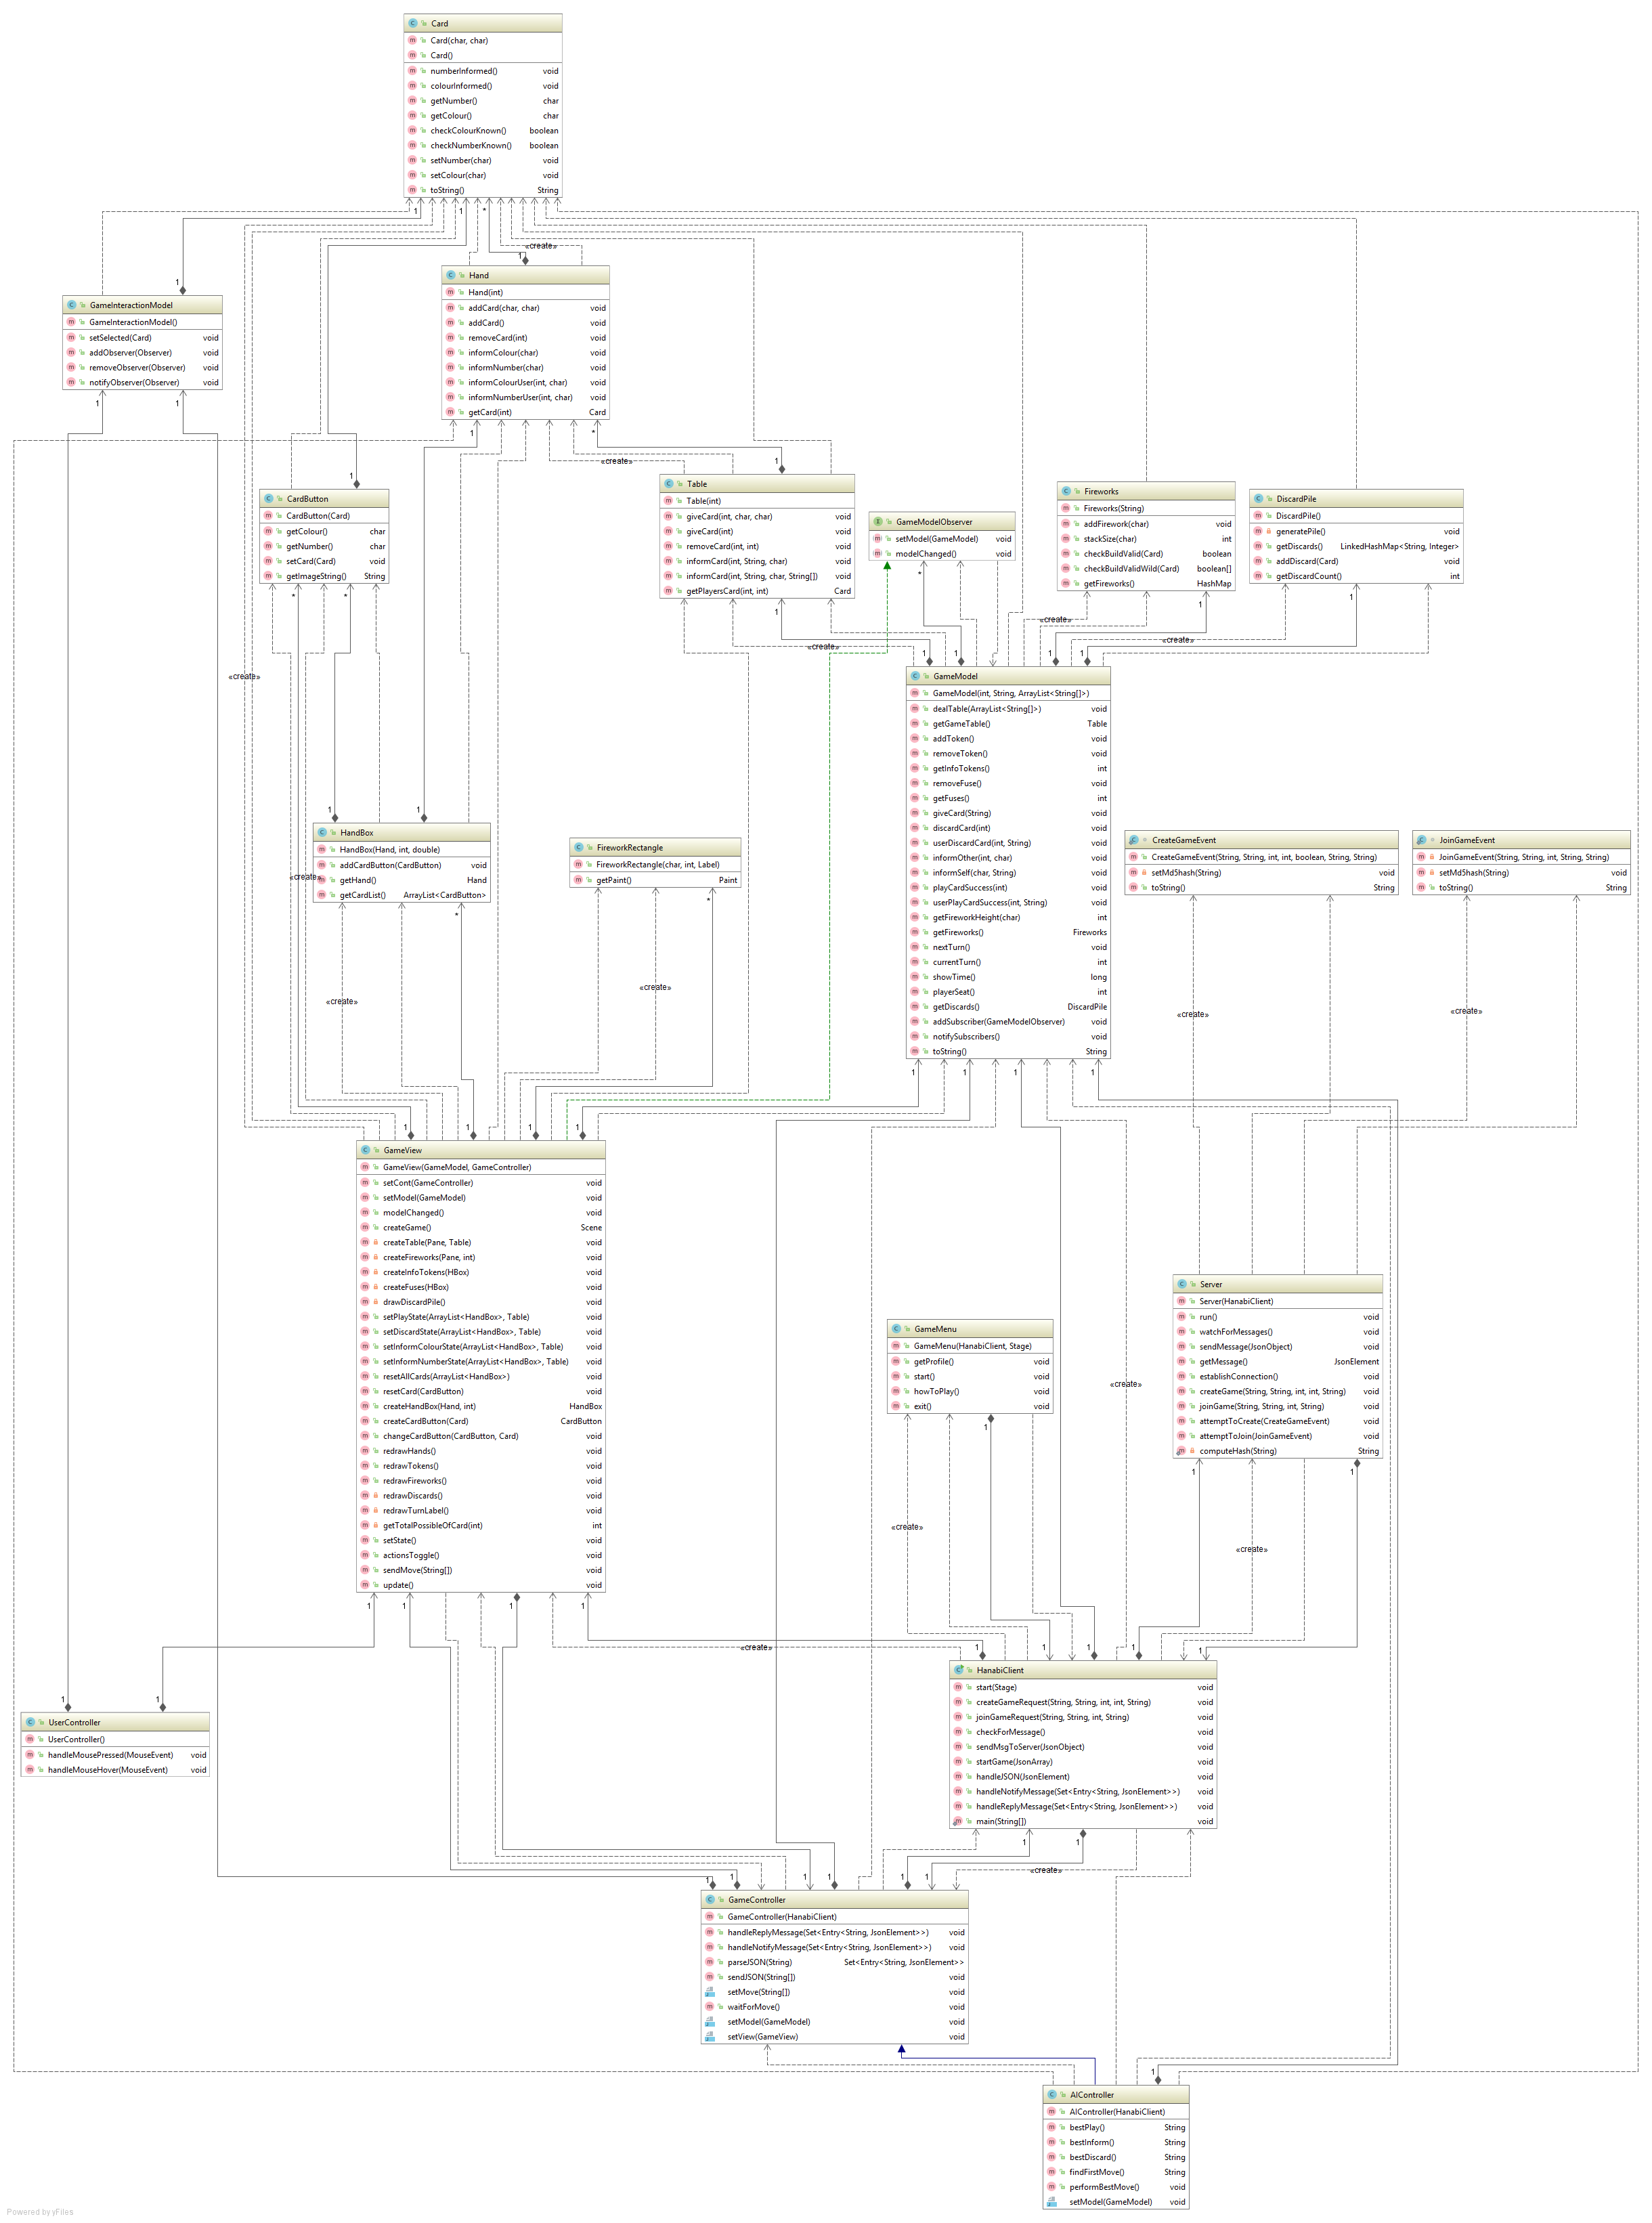 Card
Card(char, char)
Card()
numberInformed() void
colourInformed() void
getNumber() char
getColour() char
checkColourKnown() boolean
checkNumberKnown() boolean
setNumber(char) void
setColour(char) void
toString() String
1
1
*
«create»
1
Hand
Hand(int)
addCard(char, char) void
addCard() void
removeCard(int) void
informColour(char) void
informNumber(char) void
informColourUser(int, char) void
informNumberUser(int, char) void
getCard(int) Card
1
GameInteractionModel
GameInteractionModel()
setSelected(Card) void
addObserver(Observer) void
removeObserver(Observer) void
notifyObserver(Observer) void
1
1
1
*
«create»
1
1
CardButton
CardButton(Card)
getColour() char
getNumber() char
setCard(Card) void
getImageString() String
*
*
Table
Table(int)
giveCard(int, char, char) void
giveCard(int) void
removeCard(int, int) void
informCard(int, String, char) void
informCard(int, String, char, String[]) void
getPlayersCard(int, int) Card
1
GameModelObserver
setModel(GameModel) void
modelChanged() void
*
Fireworks
Fireworks(String)
addFirework(char) void
stackSize(char) int
checkBuildValid(Card) boolean
checkBuildValidWild(Card) boolean[]
getFireworks() HashMap
1
DiscardPile
DiscardPile()
generatePile() void
getDiscards() LinkedHashMap<String, Integer>
addDiscard(Card) void
getDiscardCount() int
1
«create»
«create»
«create»
«create»
1
1
1
1
GameModel
GameModel(int, String, ArrayList<String[]>)
dealTable(ArrayList<String[]>) void
getGameTable() Table
addToken() void
removeToken() void
getInfoTokens() int
removeFuse() void
getFuses() int
giveCard(String) void
discardCard(int) void
userDiscardCard(int, String) void
informOther(int, char) void
informSelf(char, String) void
playCardSuccess(int) void
userPlayCardSuccess(int, String) void
getFireworkHeight(char) int
getFireworks() Fireworks
nextTurn() void
currentTurn() int
showTime() long
playerSeat() int
getDiscards() DiscardPile
addSubscriber(GameModelObserver) void
notifySubscribers() void
toString() String
1
1
1
1
1
1
HandBox
HandBox(Hand, int, double)
addCardButton(CardButton) void
getHand() Hand
getCardList() ArrayList<CardButton>
«create»
*
FireworkRectangle
FireworkRectangle(char, int, Label)
getPaint() Paint
*
CreateGameEvent
CreateGameEvent(String, String, int, int, boolean, String, String)
setMd5hash(String) void
toString() String
JoinGameEvent
JoinGameEvent(String, String, int, String, String)
setMd5hash(String) void
toString() String
«create»
«create»
«create»
«create»
1
1
1
1
GameView
GameView(GameModel, GameController)
setCont(GameController) void
setModel(GameModel) void
modelChanged() void
createGame() Scene
createTable(Pane, Table) void
createFireworks(Pane, int) void
createInfoTokens(HBox) void
createFuses(HBox) void
drawDiscardPile() void
setPlayState(ArrayList<HandBox>, Table) void
setDiscardState(ArrayList<HandBox>, Table) void
setInformColourState(ArrayList<HandBox>, Table) void
setInformNumberState(ArrayList<HandBox>, Table) void
resetAllCards(ArrayList<HandBox>) void
resetCard(CardButton) void
createHandBox(Hand, int) HandBox
createCardButton(Card) CardButton
changeCardButton(CardButton, Card) void
redrawHands() void
redrawTokens() void
redrawFireworks() void
redrawDiscards() void
redrawTurnLabel() void
getTotalPossibleOfCard(int) int
setState() void
actionsToggle() void
sendMove(String[]) void
update() void
1
1
1
1
Server
Server(HanabiClient)
run() void
watchForMessages() void
sendMessage(JsonObject) void
getMessage() JsonElement
establishConnection() void
createGame(String, String, int, int, String) void
joinGame(String, String, int, String) void
attemptToCreate(CreateGameEvent) void
attemptToJoin(JoinGameEvent) void
computeHash(String) String
1
1
GameMenu
GameMenu(HanabiClient, Stage)
getProfile() void
start() void
howToPlay() void
exit() void
1
«create»
«create»
«create»
«create»
1
1
1
1
1
HanabiClient
start(Stage) void
createGameRequest(String, String, int, int, String) void
joinGameRequest(String, String, int, String) void
checkForMessage() void
sendMsgToServer(JsonObject) void
startGame(JsonArray) void
handleJSON(JsonElement) void
handleNotifyMessage(Set<Entry<String, JsonElement>>) void
handleReplyMessage(Set<Entry<String, JsonElement>>) void
main(String[]) void
1
1
1
1
UserController
UserController()
handleMousePressed(MouseEvent) void
handleMouseHover(MouseEvent) void
«create»
1
1
1
1
1
1
GameController
GameController(HanabiClient)
handleReplyMessage(Set<Entry<String, JsonElement>>) void
handleNotifyMessage(Set<Entry<String, JsonElement>>) void
parseJSON(String) Set<Entry<String, JsonElement>>
sendJSON(String[]) void
setMove(String[]) void
waitForMove() void
setModel(GameModel) void
setView(GameView) void
1
AIController
AIController(HanabiClient)
bestPlay() String
bestInform() String
bestDiscard() String
findFirstMove() String
performBestMove() void
setModel(GameModel) void
Powered by yFiles